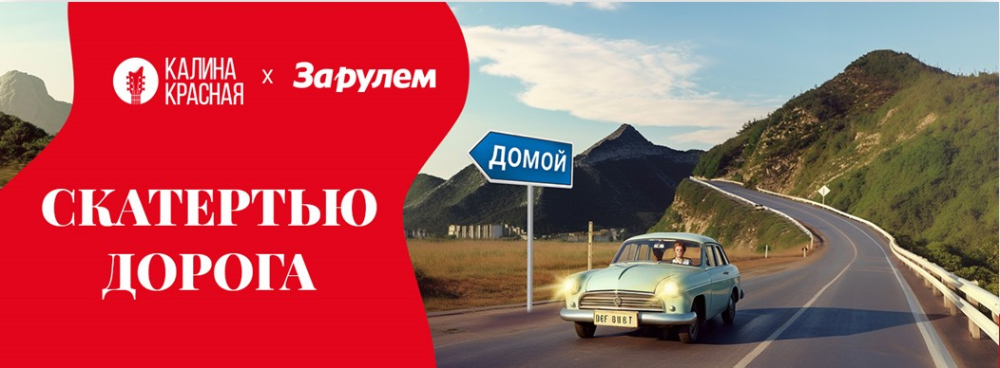 КАЛИНА
КРАСНАЯ
x
За рулем
СКАТЕРТЬЮ
ДОРОГА
ДОМОЙ